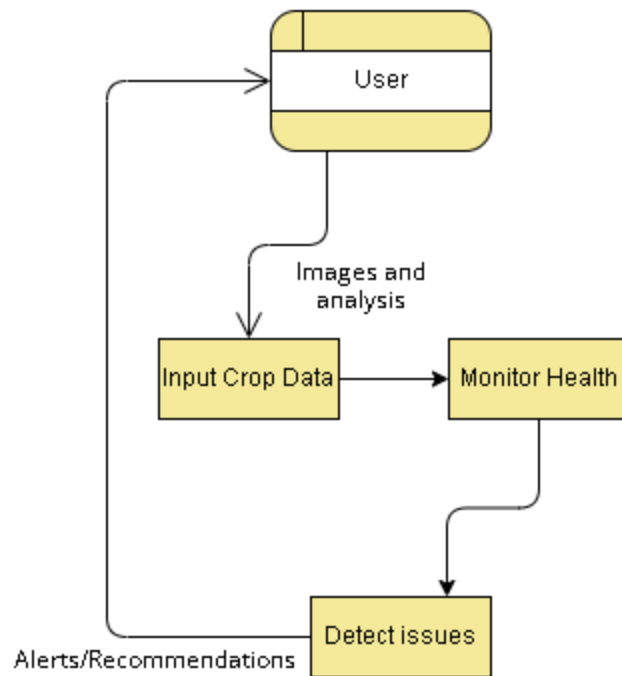 User
Images and
analysis
Input Crop Data
Monitor Health
Detect issues
Alerts/Recommendations